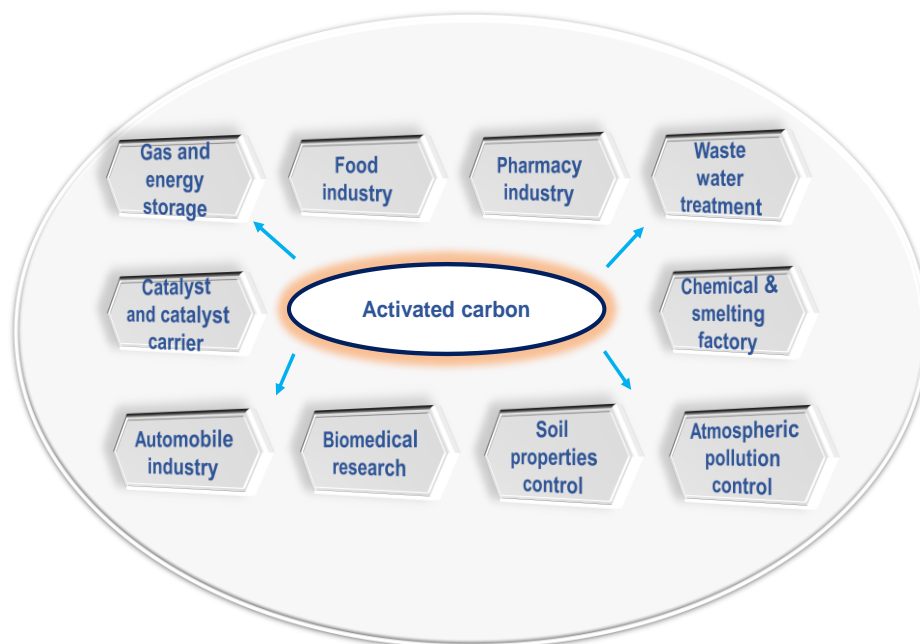 Gas and
energy
storage
Food
industry
Pharmacy
industry
Waste
water
treatment
Catalyst
and catalyst
carrier
Activated carbon
Chemical &
smelting
factory
Automobile
industry
Biomedical
research
Soil
properties
control
Atmospheric
pollution
control